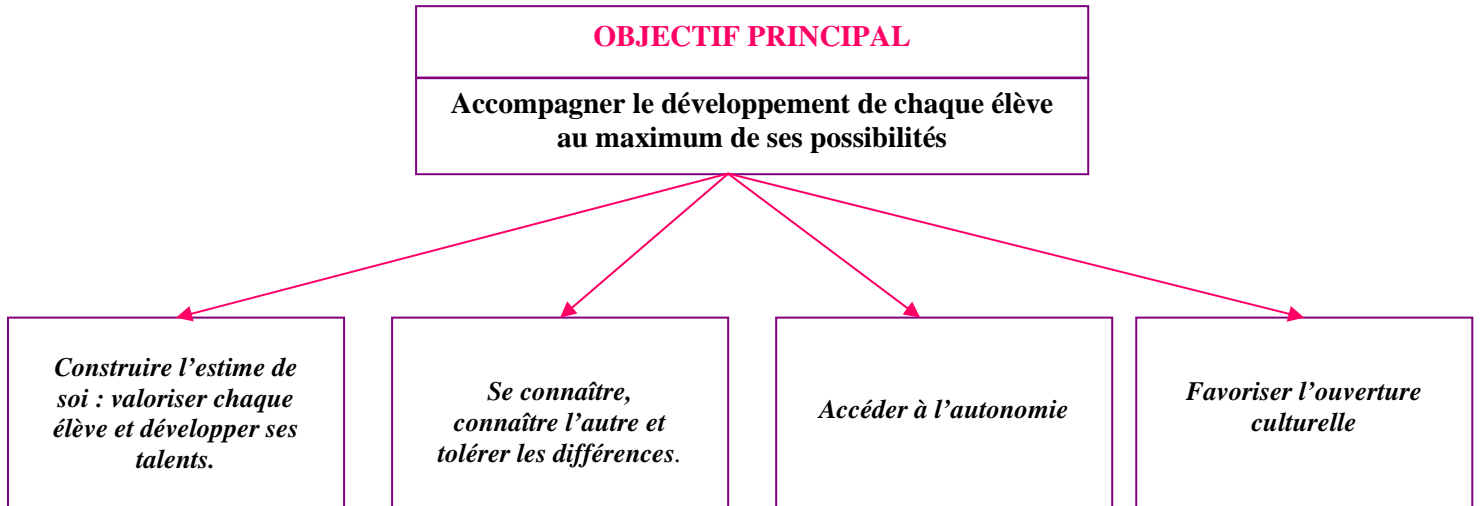 OBJECTIF PRINCIPAL
Accompagner le développement de chaque élève
au maximum de ses possibilités
Construire l’estime de
soi : valoriser chaque
élève et développer ses
talents.
Se connaître,
connaître l’autre et
tolérer les différences.
Accéder à l’autonomie
Favoriser l’ouverture
culturelle